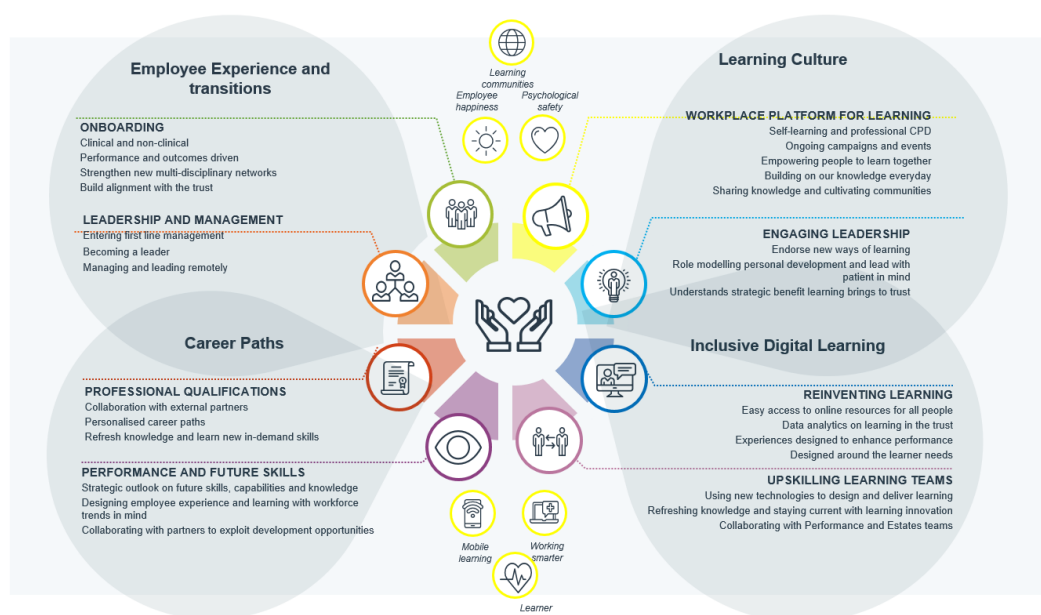 Employee Experience and
transitions
ONBOARDING
Clinical and non-clinical
Performance and outcomes driven
Strengthen new multi-disciplinary networks
Build alignment with the trust
LEADERSHIP AND MANAGEMENT
Entering first line management
Becoming a leader
Managing and leading remotely
Learning
communities
Employee
happiness
Psychological
safety
Learning Culture
WORKPLACE PLATFORM FOR LEARNING
Self-learning and professional CPD
Ongoing campaigns and events
Empowering people to learn together
Building on our knowledge everyday
Sharing knowledge and cultivating communities
ENGAGING LEADERSHIP
Endorse new ways of learning
Role modelling personal development and lead with
patient in mind
Understands strategic benefit learning brings to trust
Career Paths
PROFESSIONAL QUALIFICATIONS
Collaboration with external partners
Personalised career paths
Refresh knowledge and learn new in-demand skills
PERFORMANCE AND FUTURE SKILLS
Strategic outlook on future skills, capabilities and knowledge
Designing employee experience and learning with workforce
trends in mind
Collaborating with partners to exploit development opportunities
Inclusive Digital Learning
REINVENTING LEARNING
Easy access to online resources for all people
Data analytics on learning in the trust
Experiences designed to enhance performance
Designed around the learner needs
UPSKILLING LEARNING TEAMS
Using new technologies to design and deliver learning
Refreshing knowledge and staying current with learning innovation
Collaborating with Performance and Estates teams
Mobile
learning
Working
smarter
Learner